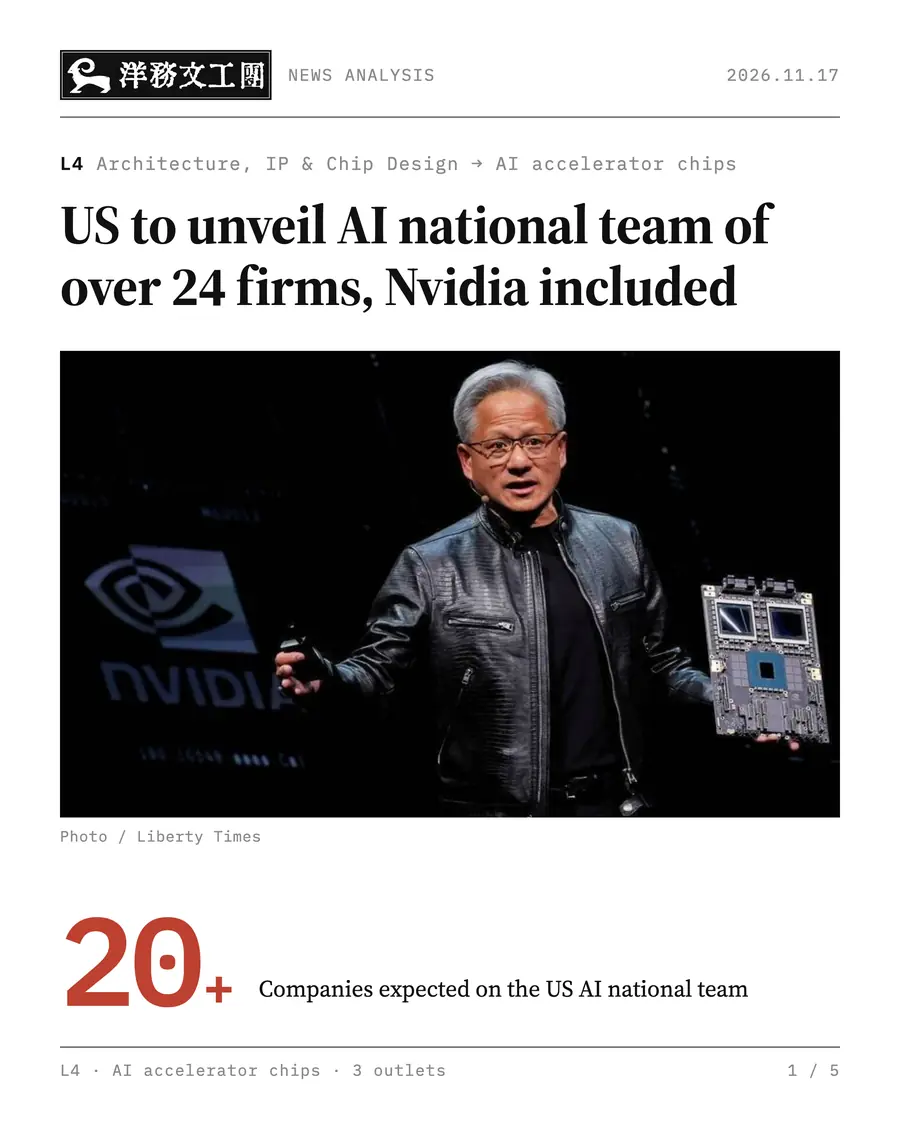 洋務文工團 NEWS ANALYSIS 2026.11.17
L4 Architecture, IP & Chip Design → AI accelerator chips
US to unveil AI national team of
over 24 firms, Nvidia included
NVIDIA
Photo / Liberty Times
20+ Companies expected on the US AI national team
L4 · AI accelerator chips · 3 outlets 1 / 5